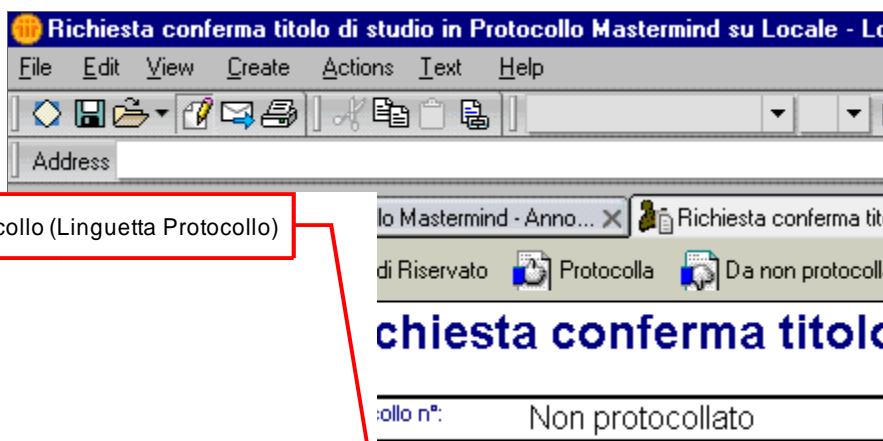 Richiesta conferma titolo di studio in Protocollo Mastermind su Locale - Lo
File Edit View Create Actions Text Help
Address
collo (Linguetta Protocollo)
lo Mastermind - Anno... Richiesta conferma tit
di Riservato Protocolla Da non protocoll
chiesta conferma titolo
collo n°: Non protocollato